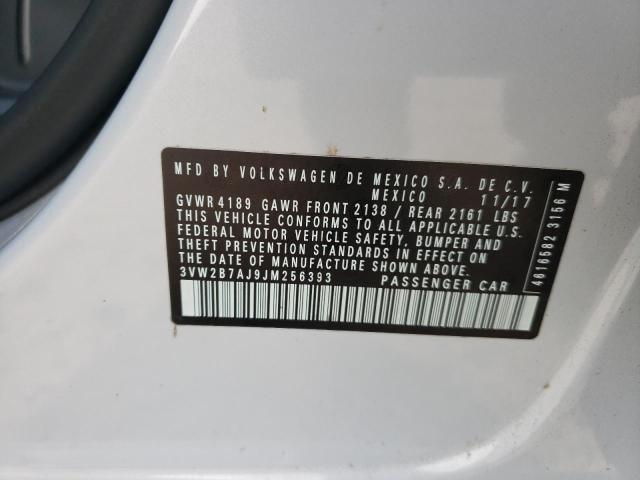 MFD BY VOLKSWAGEN DE MEXICO S.A. DE C.V.
MEXICO 11/17
GVWR 4189 GAWR FRONT 2138 / REAR 2161 LBS
THIS VEHICLE CONFORMS TO ALL APPLICABLE U.S.
FEDERAL MOTOR VEHICLE SAFETY, BUMPER AND
THEFT PREVENTION STANDARDS IN EFFECT ON THE
DATE OF MANUFACTURE SHOWN ABOVE
3VW2B7AJ9JM256393 PASSENGER CAR
4616582 3156 M